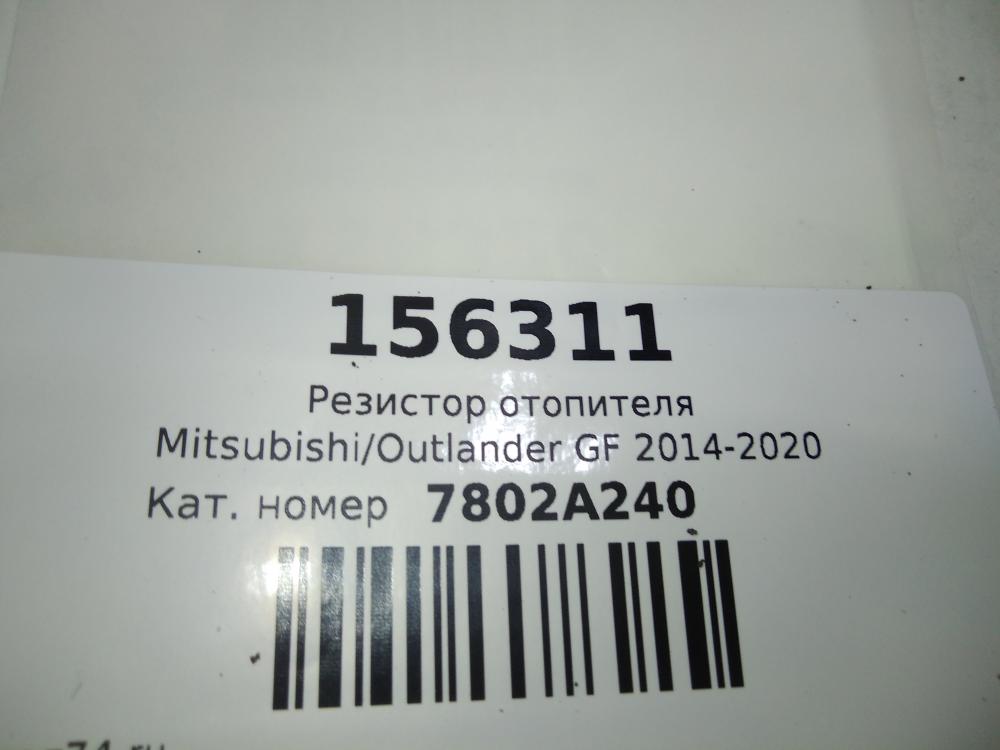 156311
Резистор отопителя
Mitsubishi/Outlander GF 2014-2020
Кат. номер 7802A240